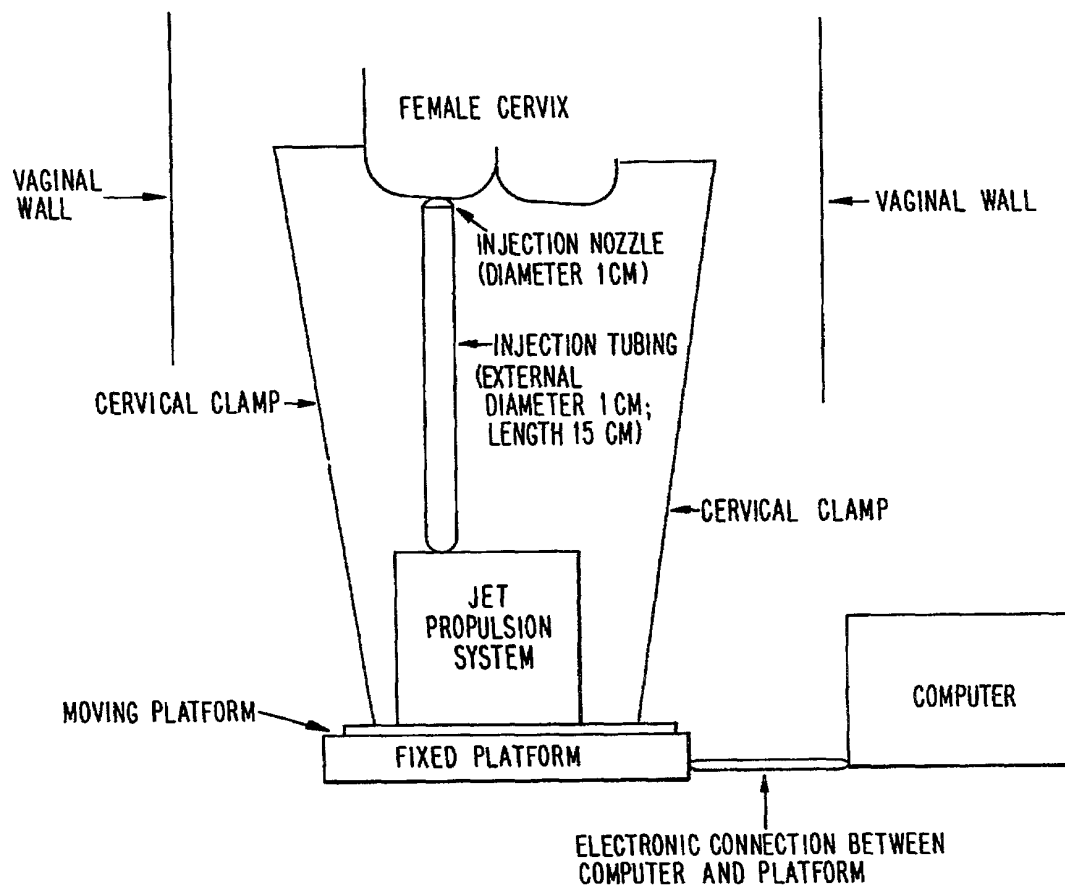 FEMALE CERVIX
VAGINAL
WALL
VAGINAL WALL
INJECTION NOZZLE
(DIAMETER 1CM)
INJECTION TUBING
(EXTERNAL
DIAMETER 1CM;
LENGTH 15 CM)
CERVICAL CLAMP
CERVICAL CLAMP
JET
PROPULSION
SYSTEM
COMPUTER
MOVING PLATFORM
FIXED PLATFORM
ELECTRONIC CONNECTION BETWEEN
COMPUTER AND PLATFORM